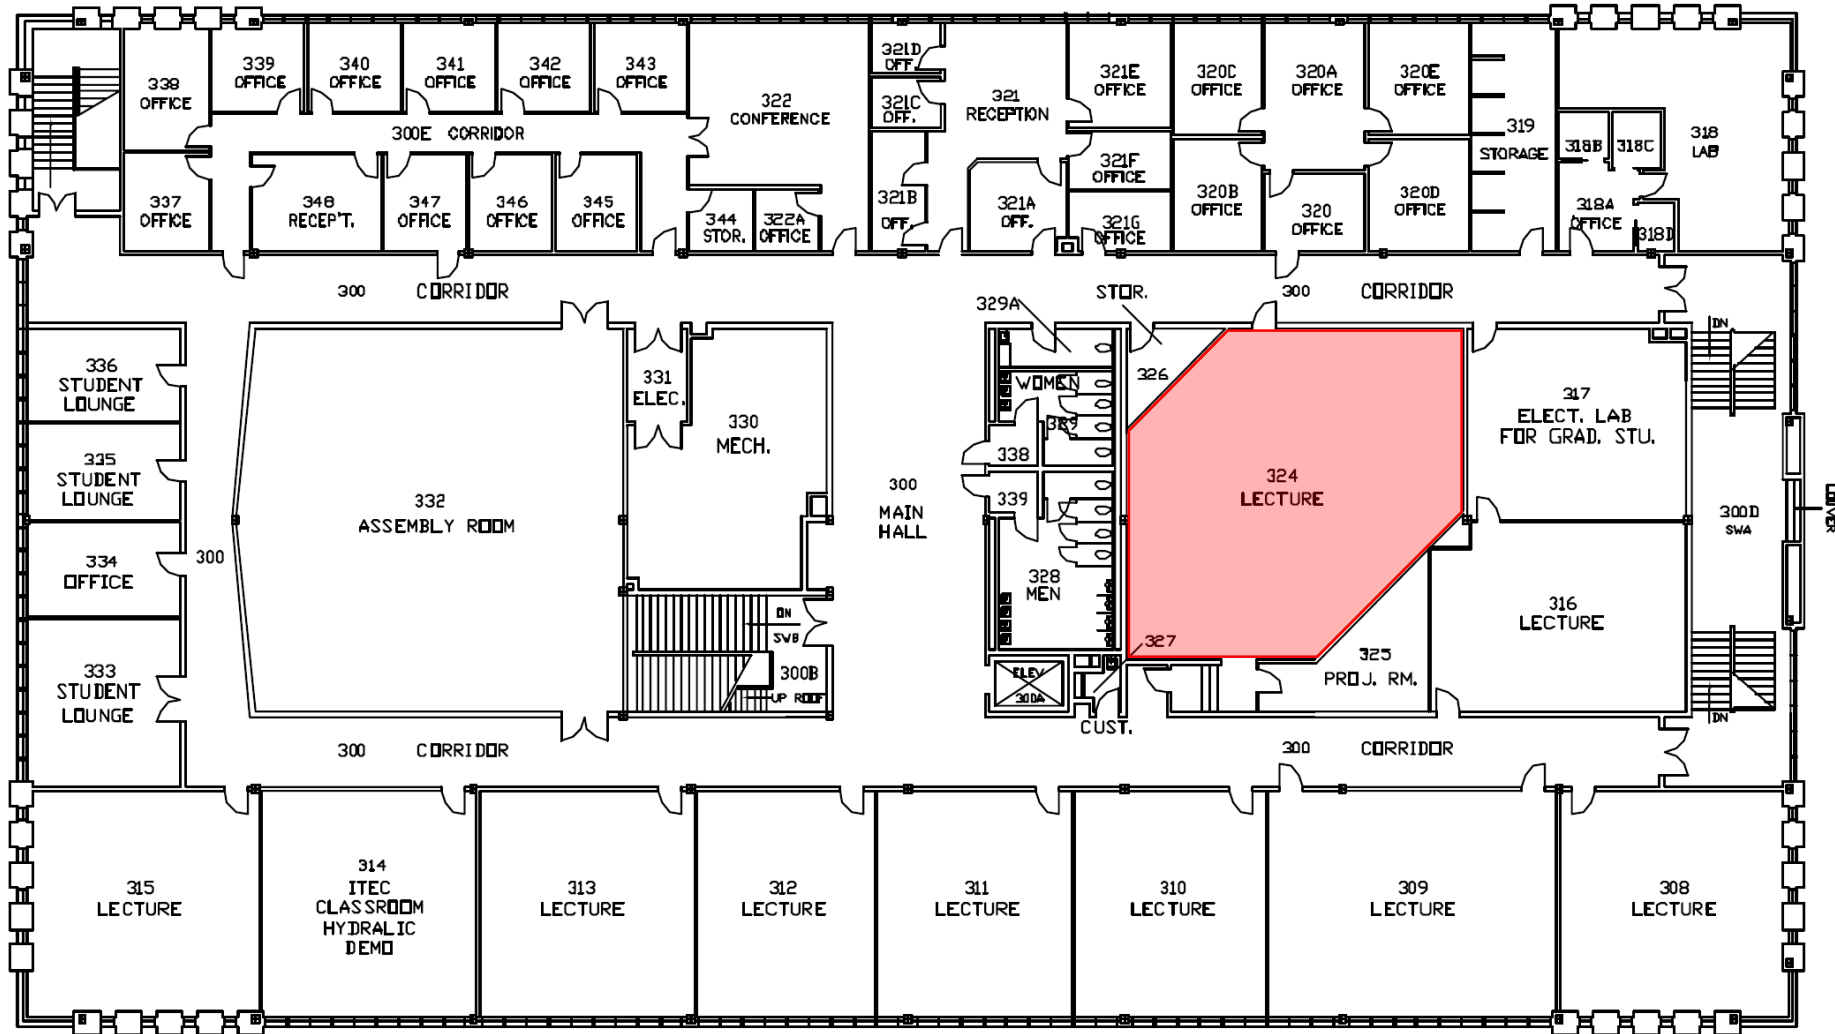 338
OFFICE
339
OFFICE
340
OFFICE
341
OFFICE
342
OFFICE
343
OFFICE
322
CONFERENCE
321D
OFF.
321C
OFF.
321
RECEPTION
321E
OFFICE
320C
OFFICE
320A
OFFICE
320E
OFFICE
319
STORAGE
318B
318C
318
LAB
300E CORRIDOR
337
OFFICE
348
RECEP'T.
347
OFFICE
346
OFFICE
345
OFFICE
344
STOR.
322A
OFFICE
321B
OFF.
321A
OFF.
321F
OFFICE
321G
OFFICE
320B
OFFICE
320
OFFICE
320D
OFFICE
318A
OFFICE
318D
300 CORRIDOR
STOR.
300 CORRIDOR
329A
DN
336
STUDENT
LOUNGE
331
ELEC.
330
MECH.
WOMEN
329
326
317
ELECT. LAB
FOR GRAD. STU.
335
STUDENT
LOUNGE
332
ASSEMBLY ROOM
300
MAIN
HALL
338
339
324
LECTURE
300D
SWA
LOUVER
334
OFFICE
300
328
MEN
316
LECTURE
DN
SWB
300B
UP ROOF
327
333
STUDENT
LOUNGE
ELEV
300A
325
PROJ. RM.
DN
CUST.
300 CORRIDOR
300 CORRIDOR
315
LECTURE
314
ITEC
CLASSROOM
HYDRALIC
DEMO
313
LECTURE
312
LECTURE
311
LECTURE
310
LECTURE
309
LECTURE
308
LECTURE